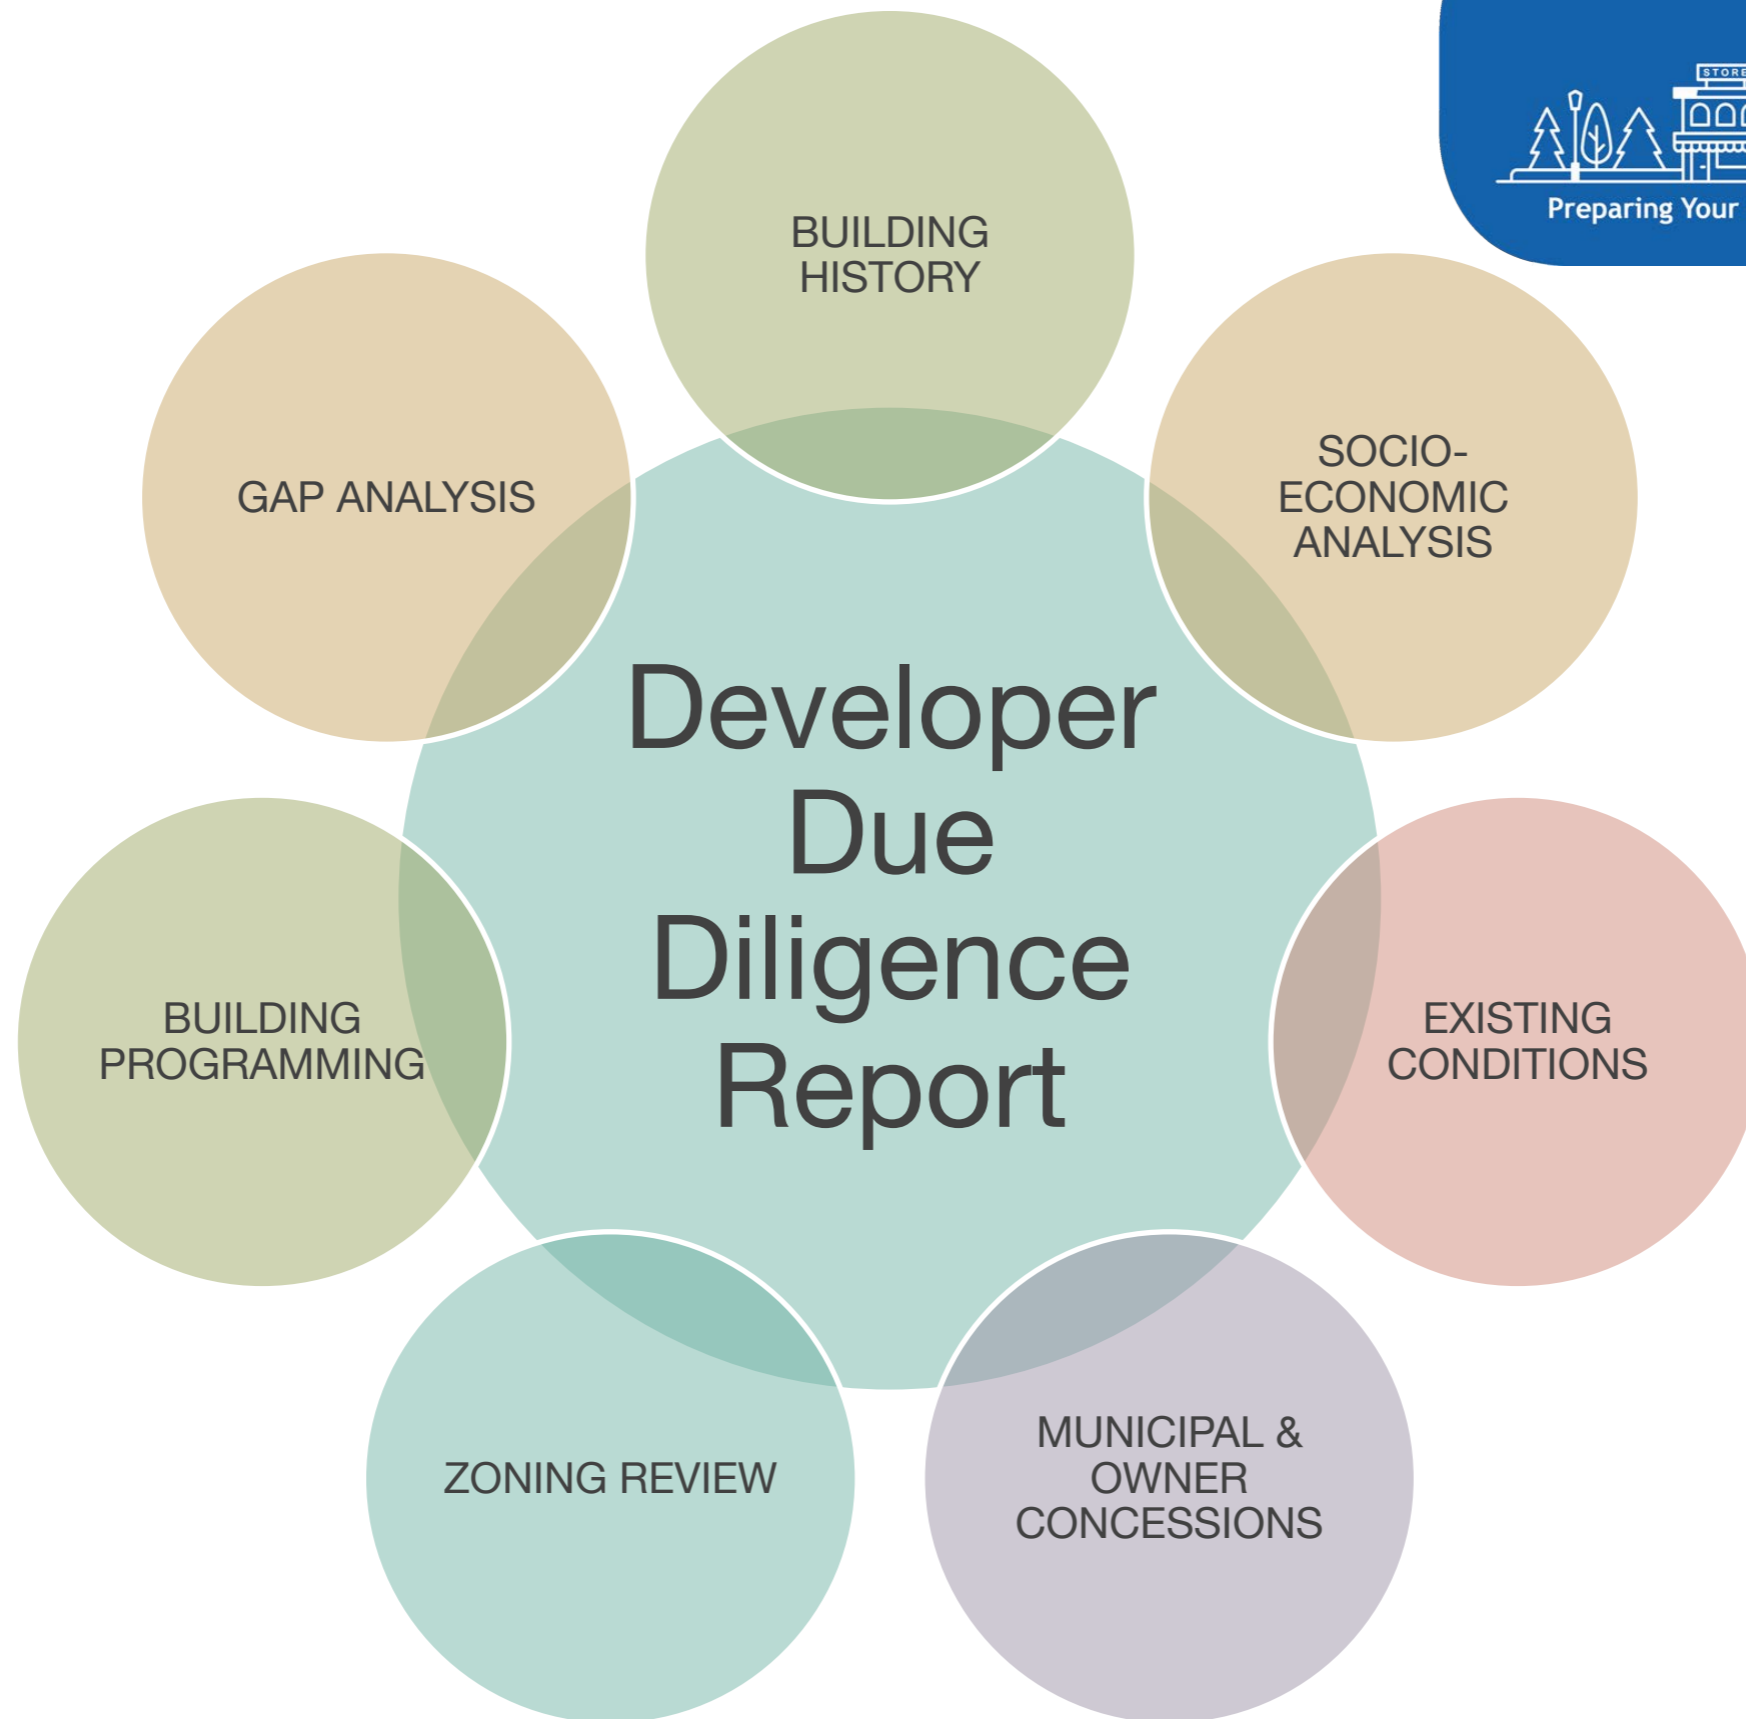 STORE
Preparing Your
BUILDING
HISTORY
SOCIO-
ECONOMIC
ANALYSIS
GAP ANALYSIS
Developer
Due
Diligence
Report
EXISTING
CONDITIONS
BUILDING
PROGRAMMING
MUNICIPAL &
OWNER
CONCESSIONS
ZONING REVIEW